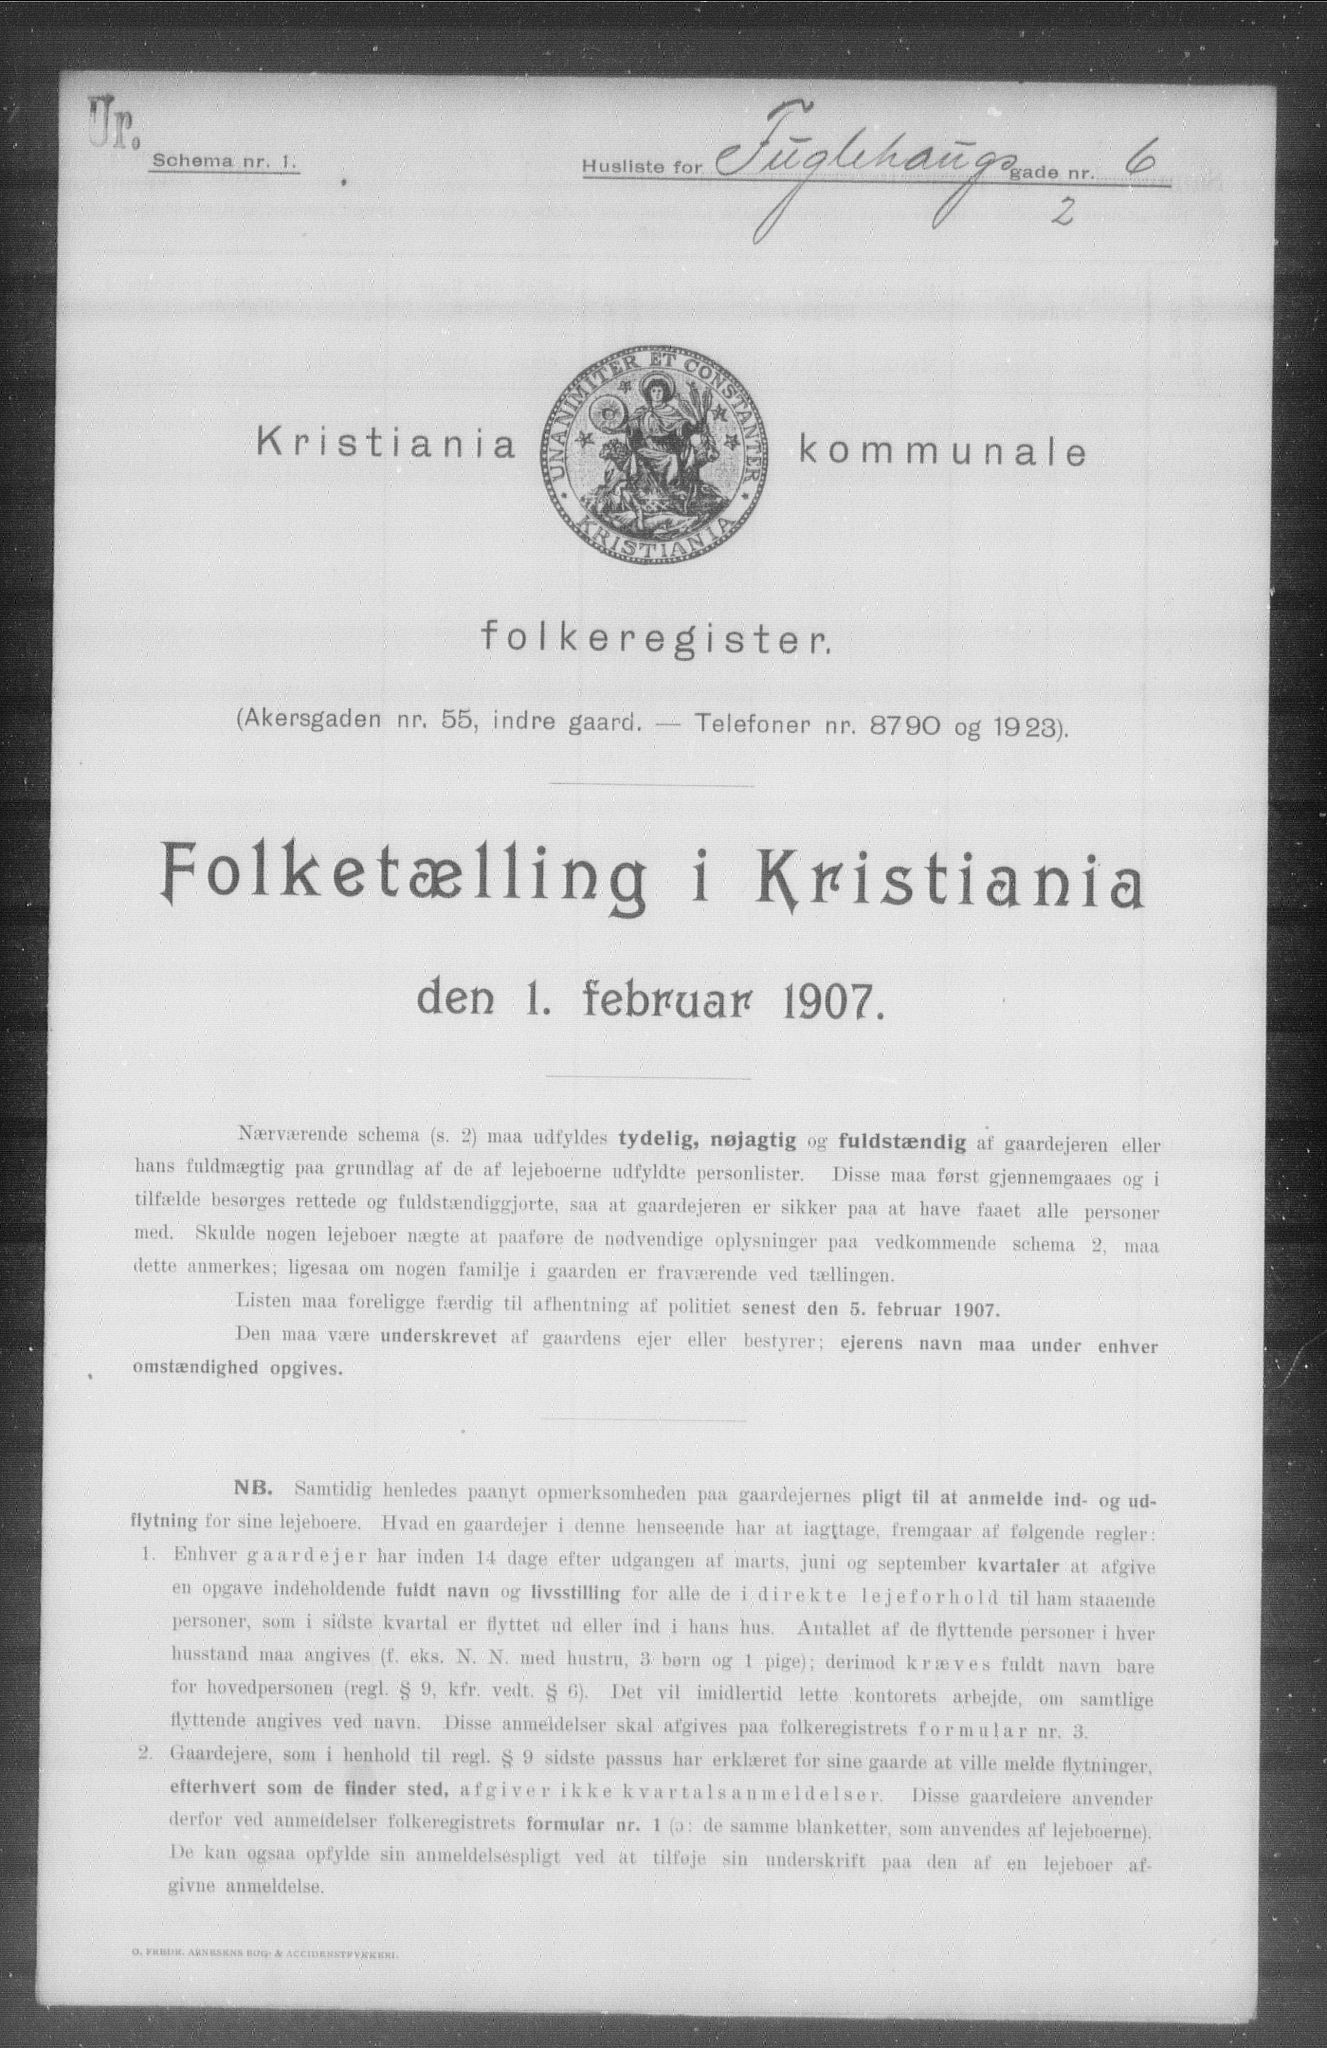 Ur.
Schema nr. 1.
Husliste for Fuglehaugs gade nr. 6
2
Kristiania kommunale
UNANIMITER ET CONSTANTER
KRISTIANIA
folkeregister.
(Akersgaden nr. 55, indre gaard. — Telefoner nr. 8790 og 1923).
Folketælling i Kristiania
den 1. februar 1907.
Nærværende schema (s. 2) maa udfyldes tydelig, nøjagtig og fuldstændig af gaardejeren eller
hans fuldmægtig paa grundlag af de af lejeboerne udfyldte personlister. Disse maa først gjennemgaaes og i
tilfælde besørges rettede og fuldstændiggjorte, saa at gaardejeren er sikker paa at have faaet alle personer
med. Skulde nogen lejeboer nægte at paaføre de nødvendige oplysninger paa vedkommende schema 2, maa
dette anmerkes; ligesaa om nogen familje i gaarden er fraværende ved tællingen.
Listen maa foreligge færdig til afhentning af politiet senest den 5. februar 1907.
Den maa være underskrevet af gaardens ejer eller bestyrer; ejerens navn maa under enhver
omstændighed opgives.
NB. Samtidig henledes paanyt opmerksomheden paa gaardejernes pligt til at anmelde ind- og ud-
flytning for sine lejeboere. Hvad en gaardejer i denne henseende har at iagttage, fremgaar af følgende regler:
1. Enhver gaardejer har inden 14 dage efter udgangen af marts, juni og september kvartaler at afgive
en opgave indeholdende fuldt navn og livsstilling for alle de i direkte lejeforhold til ham staaende
personer, som i sidste kvartal er flyttet ud eller ind i hans hus. Antallet af de flyttende personer i hver
husstand maa angives (f. eks. N. N. med hustru, 3 børn og 1 pige); derimod kræves fuldt navn bare
for hovedpersonen (regl. § 9, kfr. vedt. § 6). Det vil imidlertid lette kontorets arbejde, om samtlige
flyttende angives ved navn. Disse anmeldelser skal afgives paa folkeregistrets formular nr. 3.
2. Gaardejere, som i henhold til regl. § 9 sidste passus har erklæret for sine gaarde at ville melde flytninger,
efterhvert som de finder sted, afgiver ikke kvartalsanmeldelser. Disse gaardeiere anvender
derfor ved anmeldelser folkeregistrets formular nr. 1 (ɔ: de samme blanketter, som anvendes af lejeboerne).
De kan ogsaa opfylde sin anmeldelsespligt ved at tilføje sin underskrift paa den af en lejeboer af-
givne anmeldelse.
O. FREDR. ARNESENS BOG- & ACCIDENSTRYKKERI.